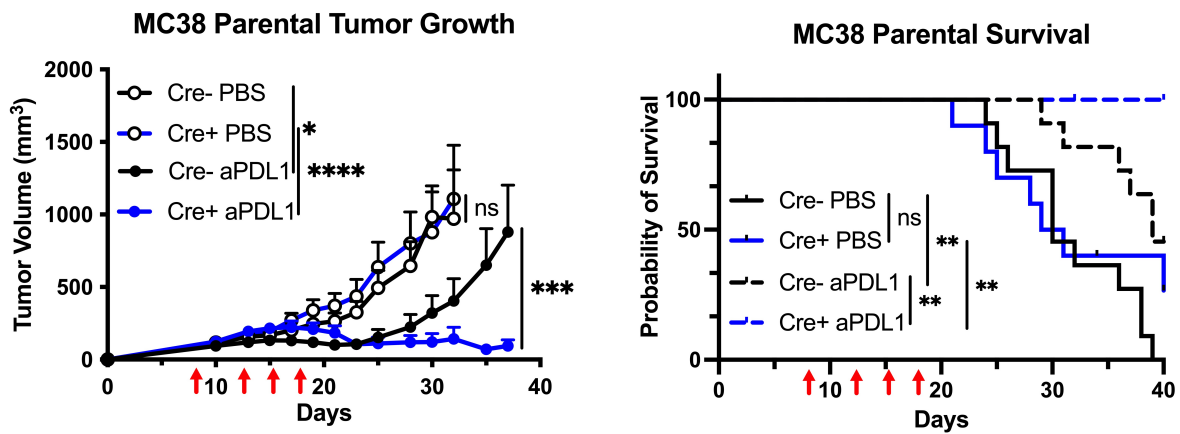 MC38 Parental Tumor Growth
Tumor Volume (mm³)
2000
1500
1000
500
0
Cre- PBS
Cre+ PBS
Cre- aPDL1
Cre+ aPDL1
*
****
ns
***
0 10 20 30 40
Days
MC38 Parental Survival
Probability of Survival
100
50
0
Cre- PBS
Cre+ PBS
Cre- aPDL1
Cre+ aPDL1
ns
**
**
**
0 10 20 30 40
Days